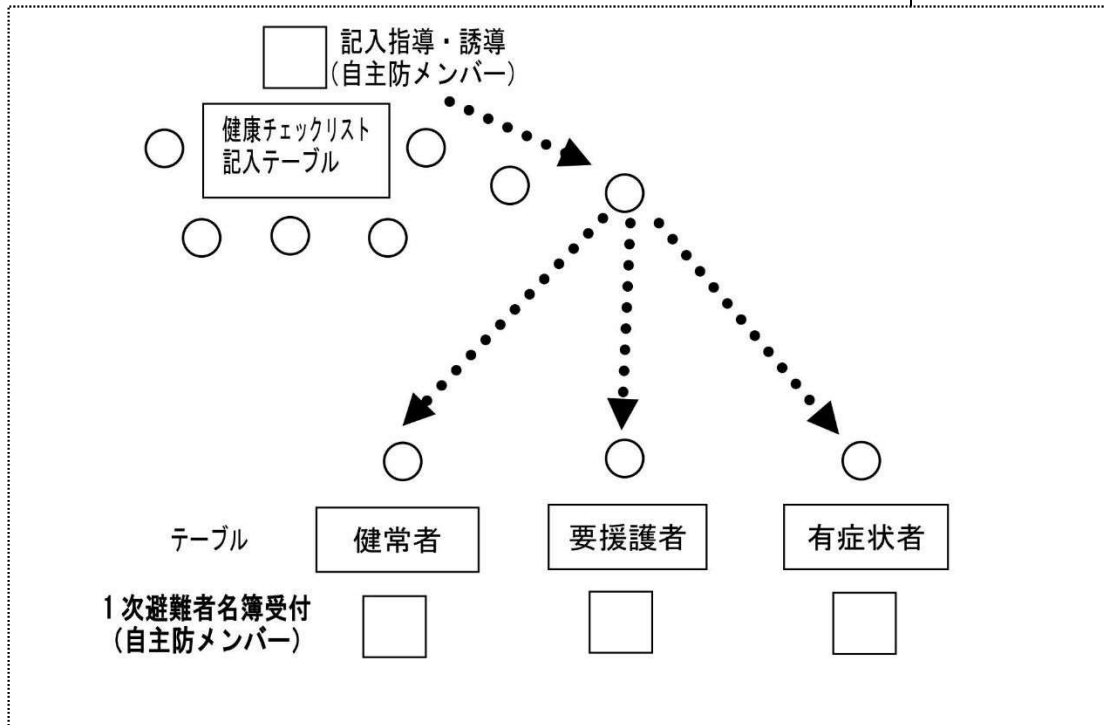 記入指導・誘導
(自主防メンバー)
健康チェックリスト
記入テーブル
テーブル
健常者
要援護者
有症状者
1次避難者名簿受付
(自主防メンバー)